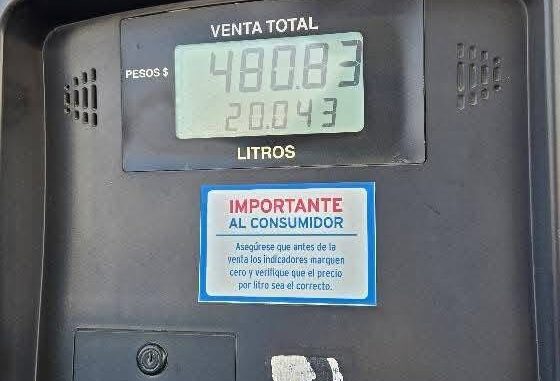 VENTA TOTAL
PESOS $ 480.83
20.043
LITROS
IMPORTANTE
AL CONSUMIDOR
Asegúrese que antes de la
venta los indicadores marquen
cero y verifique que el precio
por litro sea el correcto.